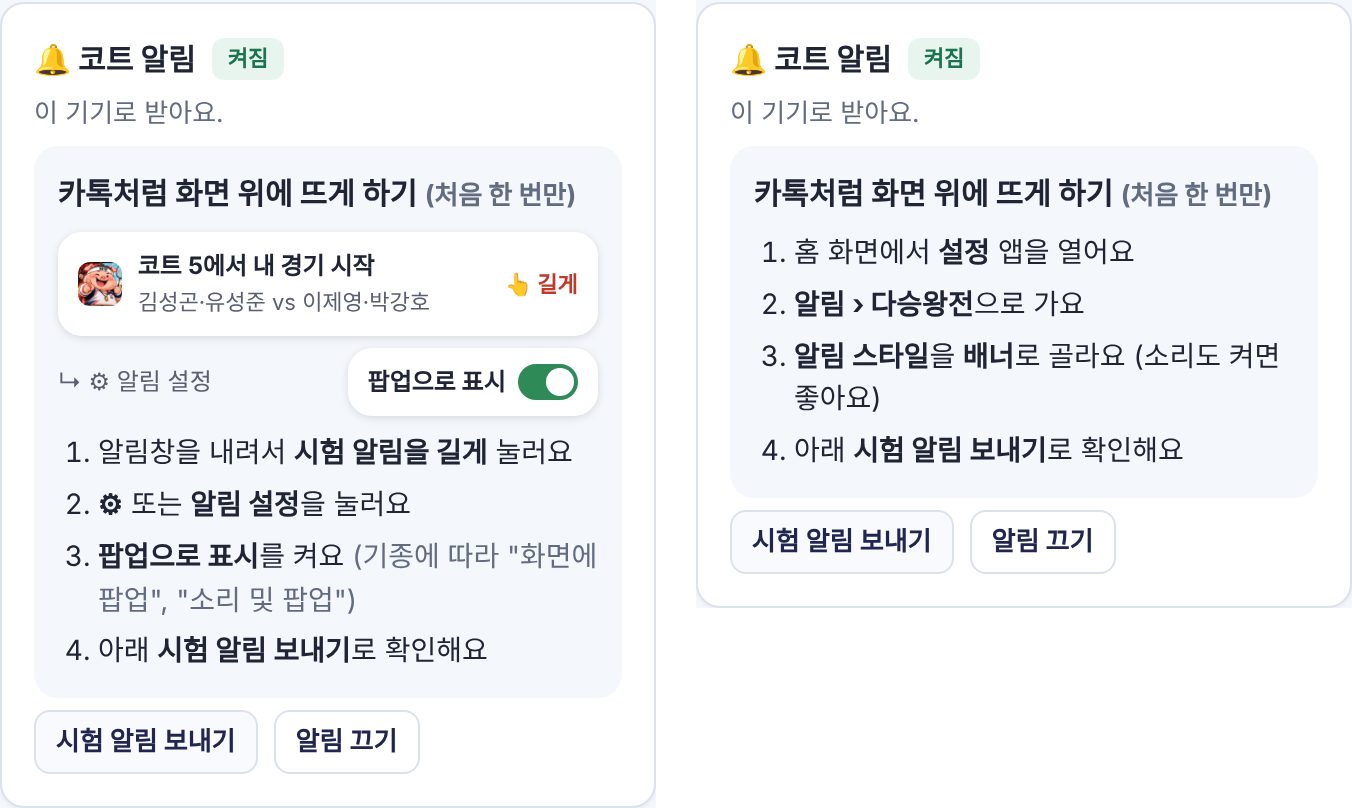 🔔 코트 알림 켜짐
이 기기로 받아요.
카톡처럼 화면 위에 뜨게 하기 (처음 한 번만)
코트 5에서 내 경기 시작
김성곤·유성준 vs 이제영·박강호
👆 길게
↳ ⚙ 알림 설정
팝업으로 표시
1. 알림창을 내려서 시험 알림을 길게 눌러요
2. ⚙ 또는 알림 설정을 눌러요
3. 팝업으로 표시를 켜요 (기종에 따라 "화면에
팝업", "소리 및 팝업")
4. 아래 시험 알림 보내기로 확인해요
시험 알림 보내기
알림 끄기
🔔 코트 알림 켜짐
이 기기로 받아요.
카톡처럼 화면 위에 뜨게 하기 (처음 한 번만)
1. 홈 화면에서 설정 앱을 열어요
2. 알림 › 다승왕전으로 가요
3. 알림 스타일을 배너로 골라요 (소리도 켜면
좋아요)
4. 아래 시험 알림 보내기로 확인해요
시험 알림 보내기
알림 끄기